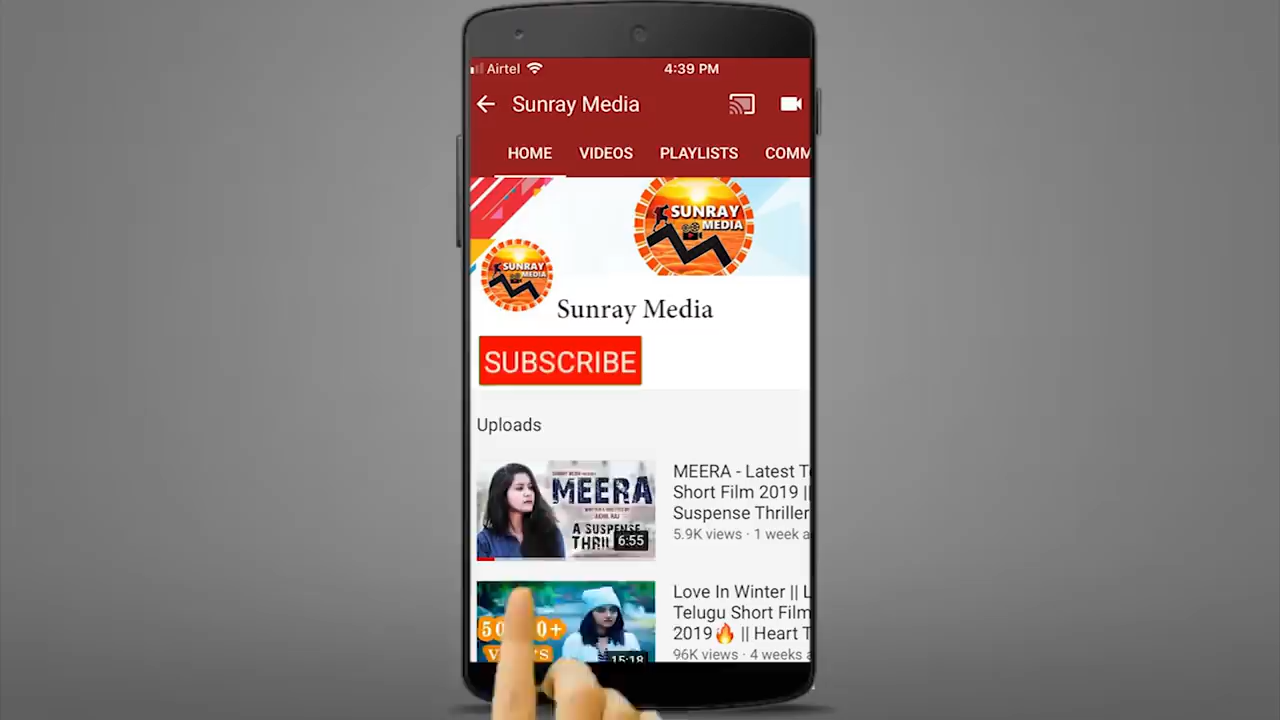 Airtel
4:39 PM
Sunray Media
HOME VIDEOS PLAYLISTS COMM
SUNRAY
MEDIA
SUNRAY
MEDIA
Sunray Media
SUBSCRIBE
Uploads
MEERA
A SUSPENSE
6:55
MEERA - Latest
Short Film 2019 ||
Suspense Thriller
5.9K views · 1 week
Love In Winter ||
Telugu Short Film
2019🔥 || Heart
96K views · 4 weeks
15:18